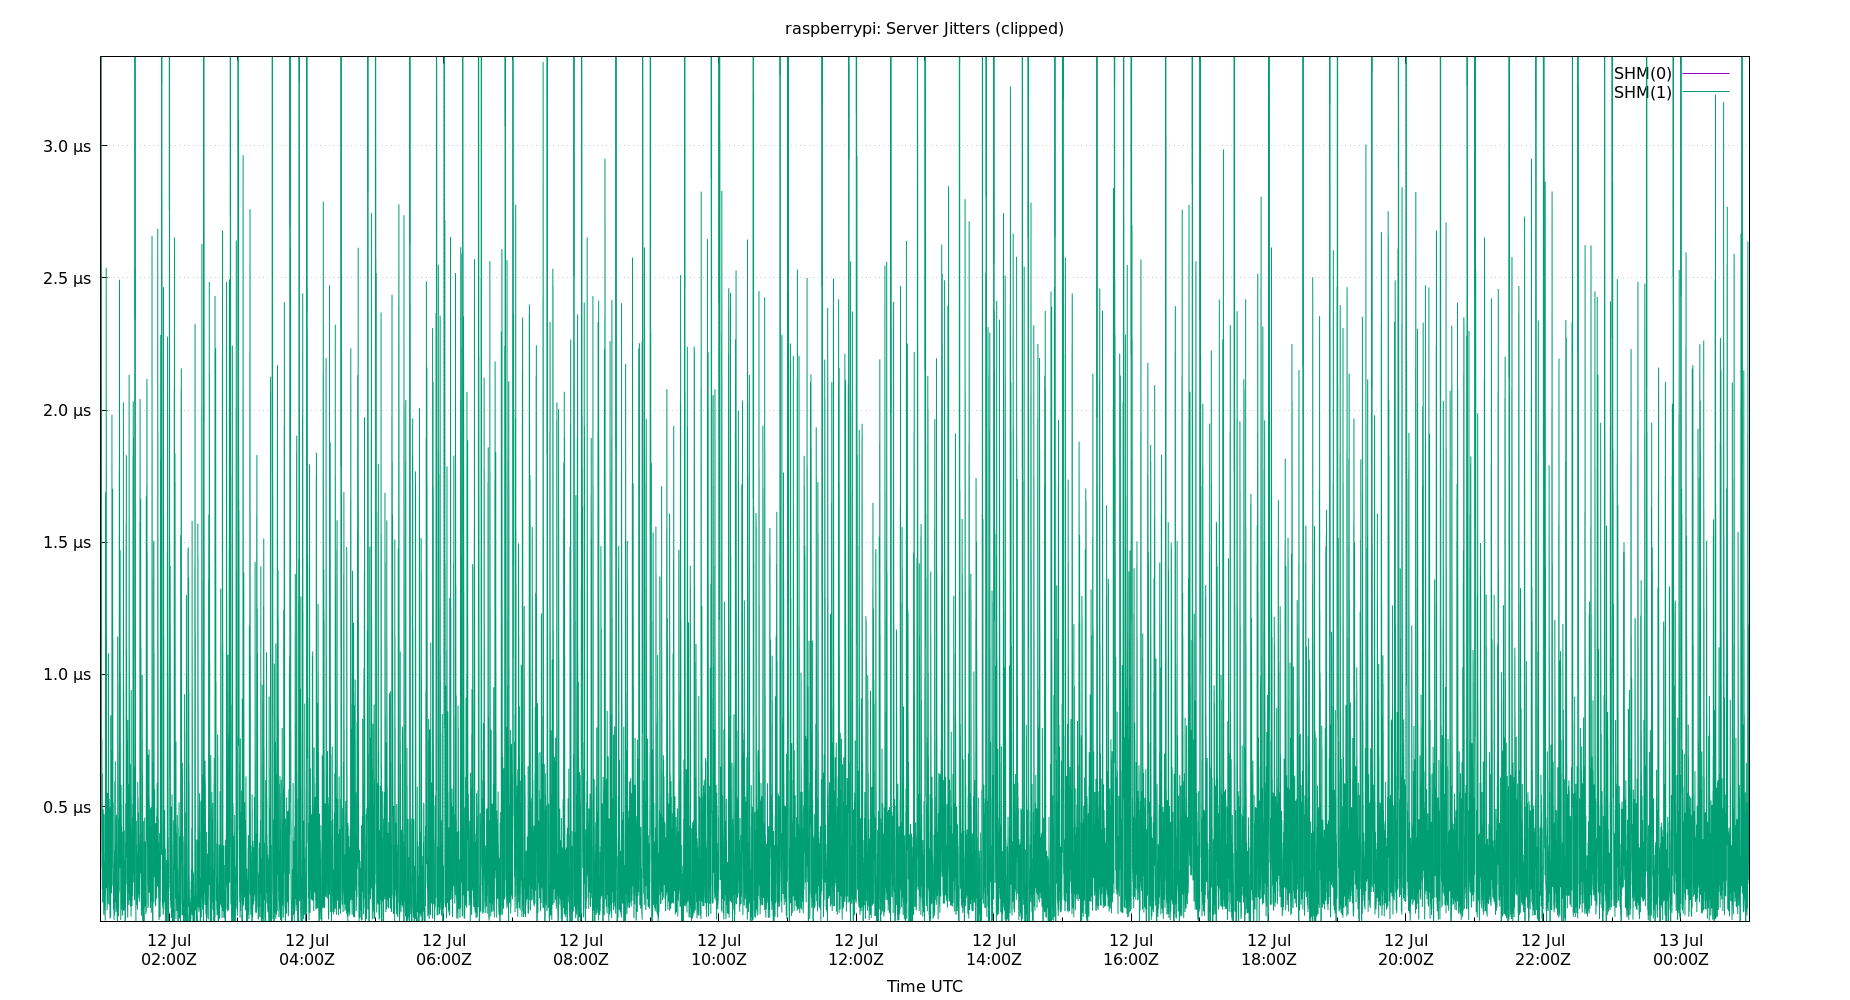 raspberrypi: Server Jitters (clipped)
SHM(0)
SHM(1)
3.0 µs
2.5 µs
2.0 µs
1.5 µs
1.0 µs
0.5 µs
12 Jul 12 Jul 12 Jul 12 Jul 12 Jul 12 Jul 12 Jul 12 Jul 12 Jul 12 Jul 12 Jul 13 Jul
02:00Z 04:00Z 06:00Z 08:00Z 10:00Z 12:00Z 14:00Z 16:00Z 18:00Z 20:00Z 22:00Z 00:00Z
Time UTC